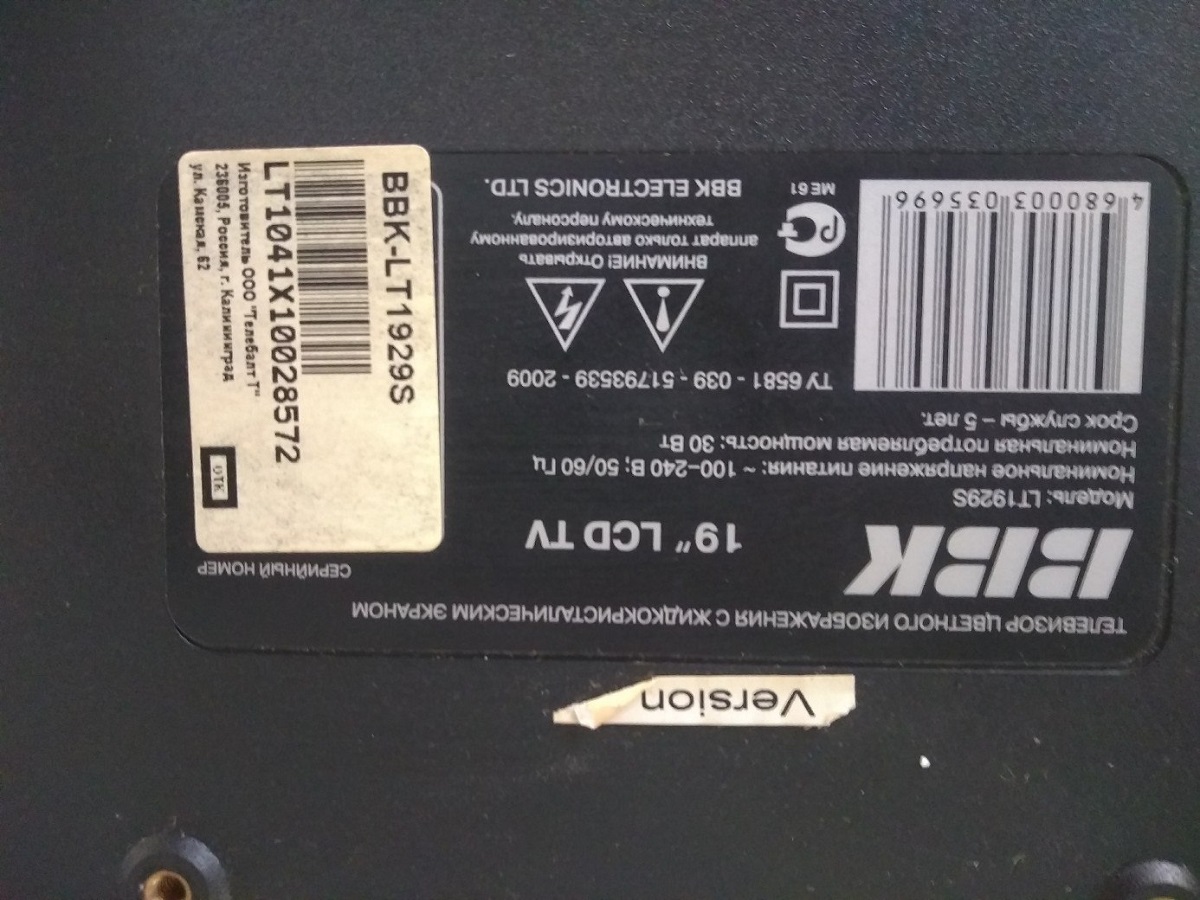 ТЕЛЕВИЗОР ЦВЕТНОГО ИЗОБРАЖЕНИЯ С ЖИДКОКРИСТАЛИЧЕСКИМ ЭКРАНОМ
BBK
19" LCD TV
Модель: LT1929S
Номинальное напряжение питания: ~ 100–240 В; 50/60 Гц
Номинальная потребляемая мощность: 30 Вт
Срок службы – 5 лет.
4 680003 035696
ТУ 6581 - 039 - 51793539 - 2009
ВНИМАНИЕ! Открывать
аппарат только авторизированному
техническому персоналу.
РС
МЕ61
BBK ELECTRONICS LTD.
СЕРИЙНЫЙ НОМЕР
BBK-LT1929S
LT1041X10028572
Изготовитель ООО "Телебалт Т"
236005, Россия, г. Калининград
ул. Камская, 62
ОТК
Version